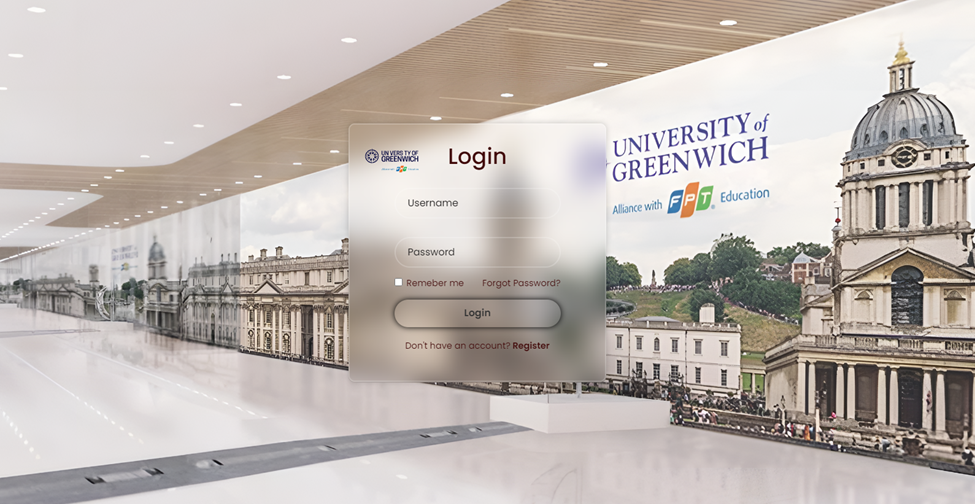 UNIVERSITY OF
GREENWICH
Login
Username
Password
Remeber me
Forgot Password?
Login
Don't have an account? Register
UNIVERSITY of
GREENWICH
Alliance with FPT® Education